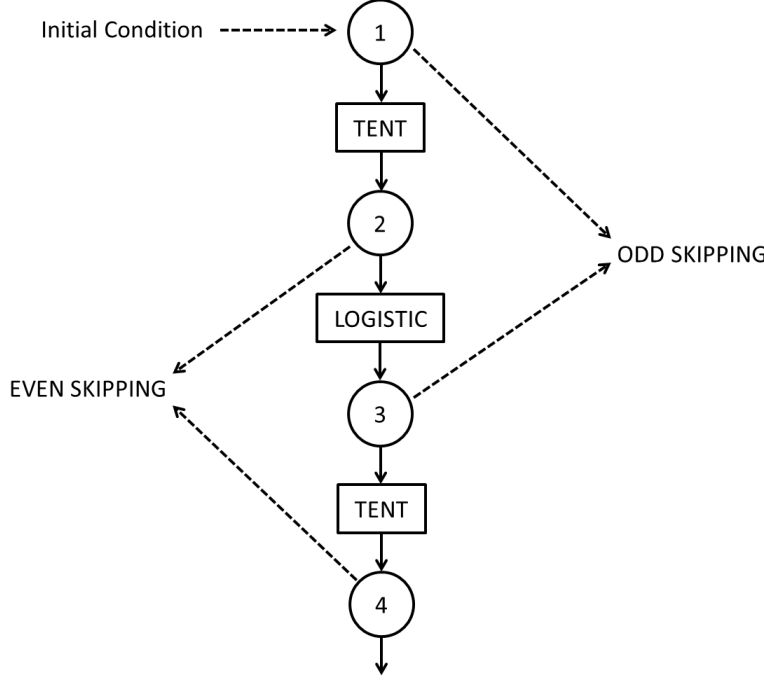 Initial Condition
1
TENT
2
ODD SKIPPING
LOGISTIC
EVEN SKIPPING
3
TENT
4